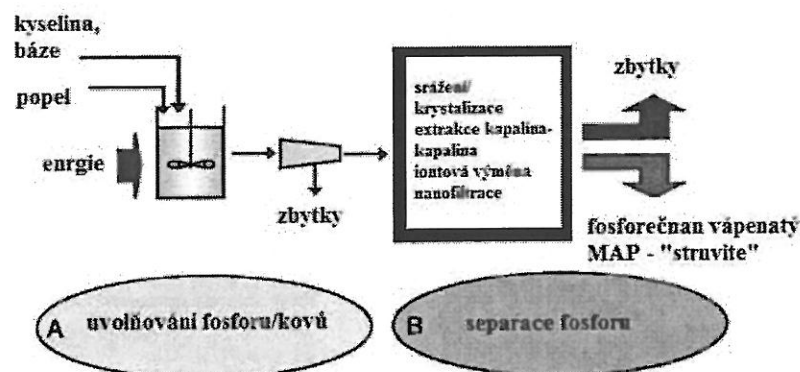 kyselina,
báze
popel
enrgie
zbytky
srážení/
krystalizace
extrakce kapalina-
kapalina
iontová výměna
nanofiltrace
zbytky
fosforečnan vápenatý
MAP - "struvite"
A uvolňování fosforu/kovů
B separace fosforu